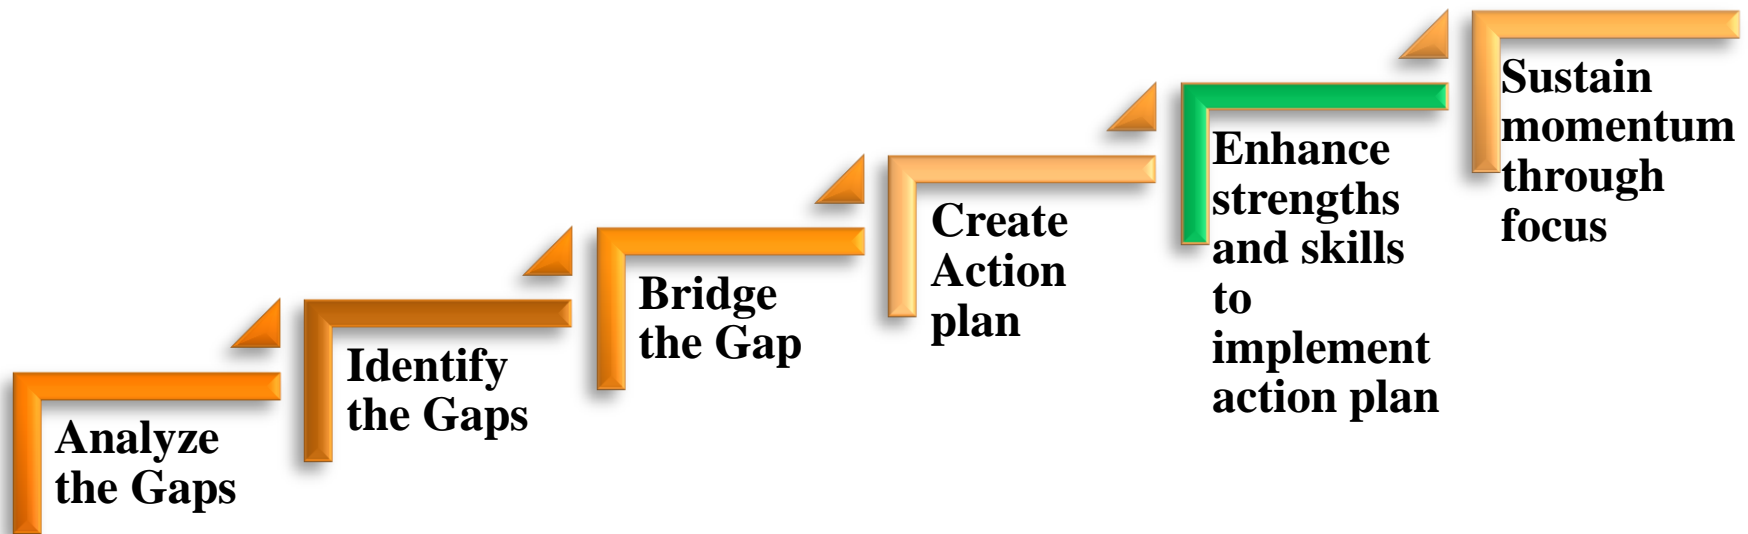 Analyze
the Gaps
Identify
the Gaps
Bridge
the Gap
Create
Action
plan
Enhance
strengths
and skills
to
implement
action plan
Sustain
momentum
through
focus